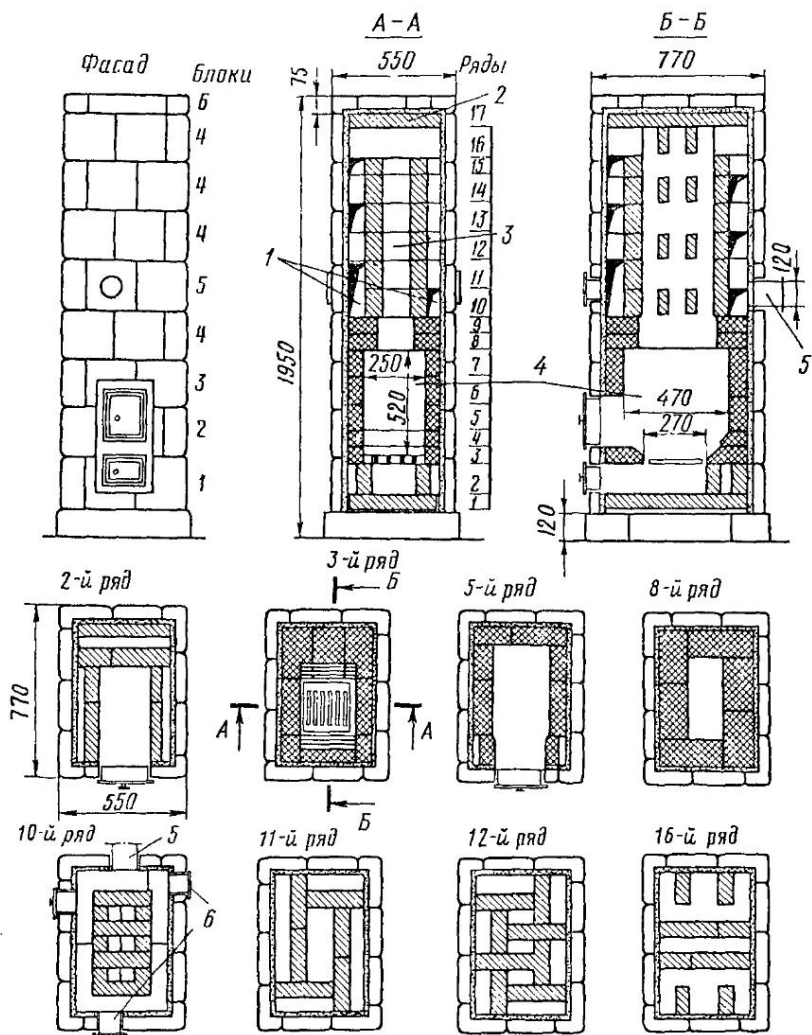 А–А
Б–Б
550
Ряды
770
Фасад
блоки
75
2
6
4
4
4
5
4
3
2
1
17
16
15
14
13
12
11
10
9
8
7
6
5
4
3
2
1
1
3
120
5
1950
250
520
4
470
270
120
2-й ряд
3-й ряд
5-й ряд
8-й ряд
Б
770
А
А
550
Б
10-й ряд
5
11-й ряд
12-й ряд
16-й ряд
6